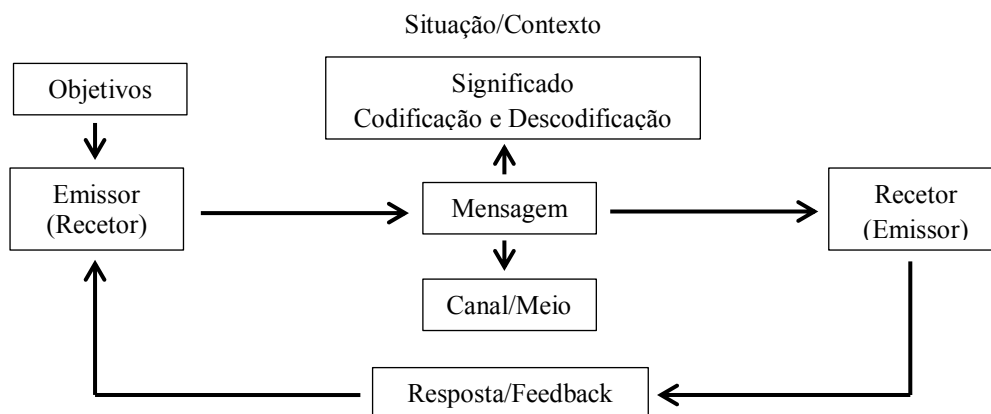 Situação/Contexto
Objetivos
Significado
Codificação e Descodificação
Emissor
(Recetor)
Mensagem
Recetor
(Emissor)
Canal/Meio
Resposta/Feedback